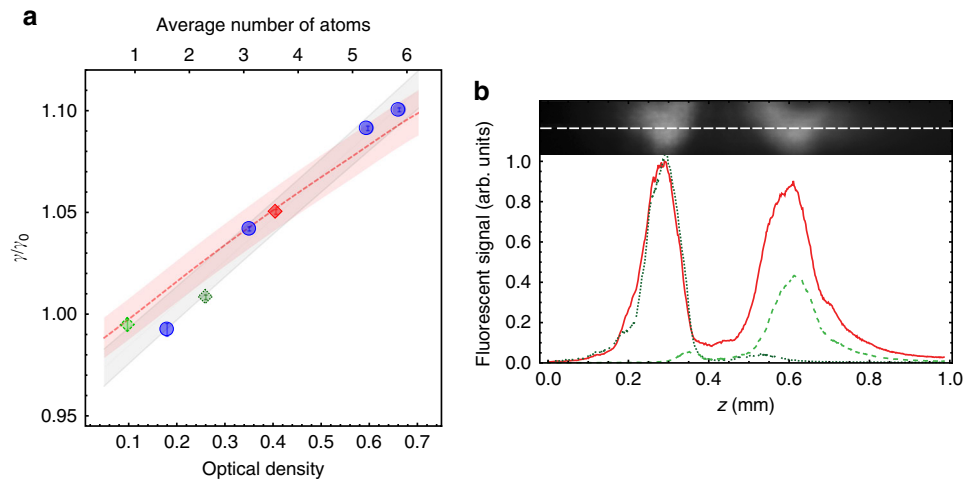 a
Average number of atoms
1 2 3 4 5 6
1.10
1.05
1.00
0.95
γ/γ0
0.1 0.2 0.3 0.4 0.5 0.6 0.7
Optical density
b
1.0
0.8
0.6
0.4
0.2
0.0
Fluorescent signal (arb. units)
0.0 0.2 0.4 0.6 0.8 1.0
z (mm)